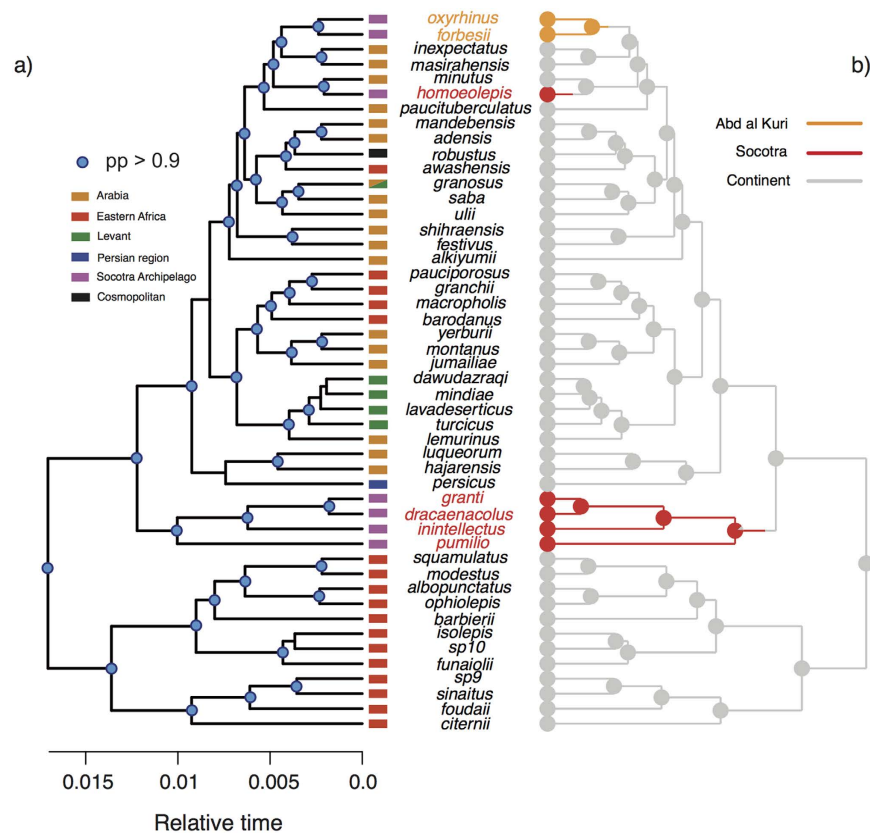 a)
b)
pp > 0.9
Arabia
Eastern Africa
Levant
Persian region
Socotra Archipelago
Cosmopolitan
oxyrhinus
forbesii
inexpectatus
masirahensis
minutus
homoeolepis
paucituberculatus
mandebensis
adensis
robustus
awashensis
granosus
saba
ulii
shihraensis
festivus
alkiyumii
pauciporosus
granchii
macropholis
barodanus
yerburii
montanus
jumailiae
dawudazraqi
mindiae
lavadeserticus
turcicus
lemurinus
luqueorum
hajarensis
persicus
granti
dracaenacolus
inintellectus
pumilio
squamulatus
modestus
albopunctatus
ophiolepis
barbierii
isolepis
sp10
funaiolii
sp9
sinaitus
foudaii
citernii
Abd al Kuri
Socotra
Continent
0.015 0.01 0.005 0.0
Relative time